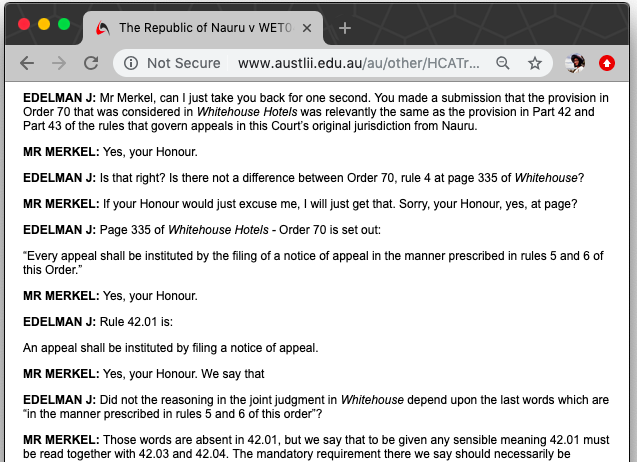 The Republic of Nauru v WET0
Not Secure www.austlii.edu.au/au/other/HCATr...
EDELMAN J: Mr Merkel, can I just take you back for one second. You made a submission that the provision in
Order 70 that was considered in Whitehouse Hotels was relevantly the same as the provision in Part 42 and
Part 43 of the rules that govern appeals in this Court's original jurisdiction from Nauru.
MR MERKEL: Yes, your Honour.
EDELMAN J: Is that right? Is there not a difference between Order 70, rule 4 at page 335 of Whitehouse?
MR MERKEL: If your Honour would just excuse me, I will just get that. Sorry, your Honour, yes, at page?
EDELMAN J: Page 335 of Whitehouse Hotels - Order 70 is set out:
“Every appeal shall be instituted by the filing of a notice of appeal in the manner prescribed in rules 5 and 6 of
this Order.”
MR MERKEL: Yes, your Honour.
EDELMAN J: Rule 42.01 is:
An appeal shall be instituted by filing a notice of appeal.
MR MERKEL: Yes, your Honour. We say that
EDELMAN J: Did not the reasoning in the joint judgment in Whitehouse depend upon the last words which are
“in the manner prescribed in rules 5 and 6 of this order”?
MR MERKEL: Those words are absent in 42.01, but we say that to be given any sensible meaning 42.01 must
be read together with 42.03 and 42.04. The mandatory requirement there we say should necessarily be